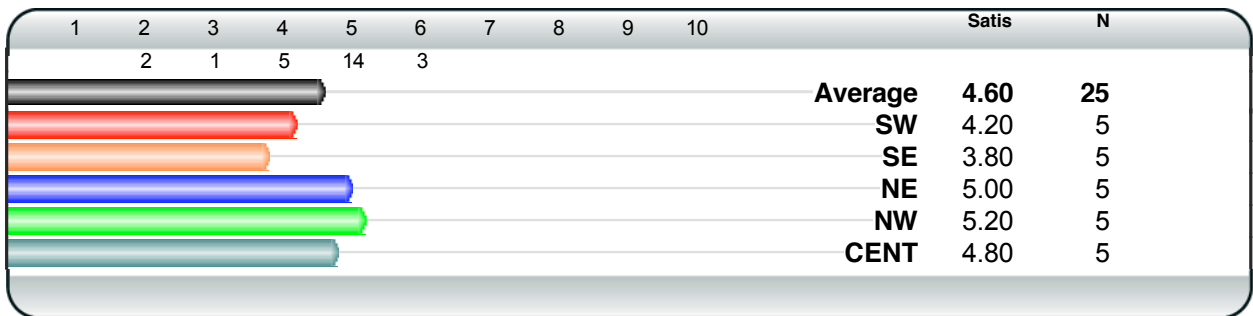 1 2 3 4 5 6 7 8 9 10 Satis N
2 1 5 14 3
Average 4.60 25
SW 4.20 5
SE 3.80 5
NE 5.00 5
NW 5.20 5
CENT 4.80 5